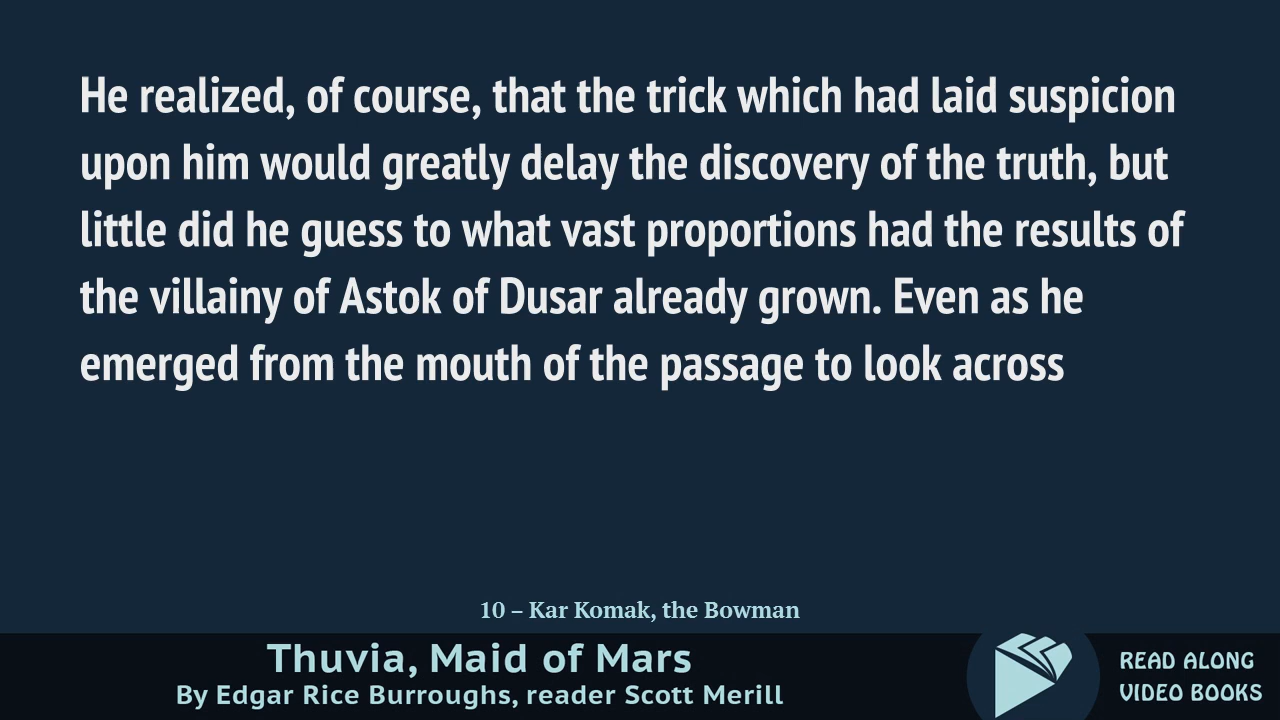 He realized, of course, that the trick which had laid suspicion
upon him would greatly delay the discovery of the truth, but
little did he guess to what vast proportions had the results of
the villainy of Astok of Dusar already grown. Even as he
emerged from the mouth of the passage to look across
10 – Kar Komak, the Bowman
Thuvia, Maid of Mars
By Edgar Rice Burroughs, reader Scott Merill
READ ALONG
VIDEO BOOKS